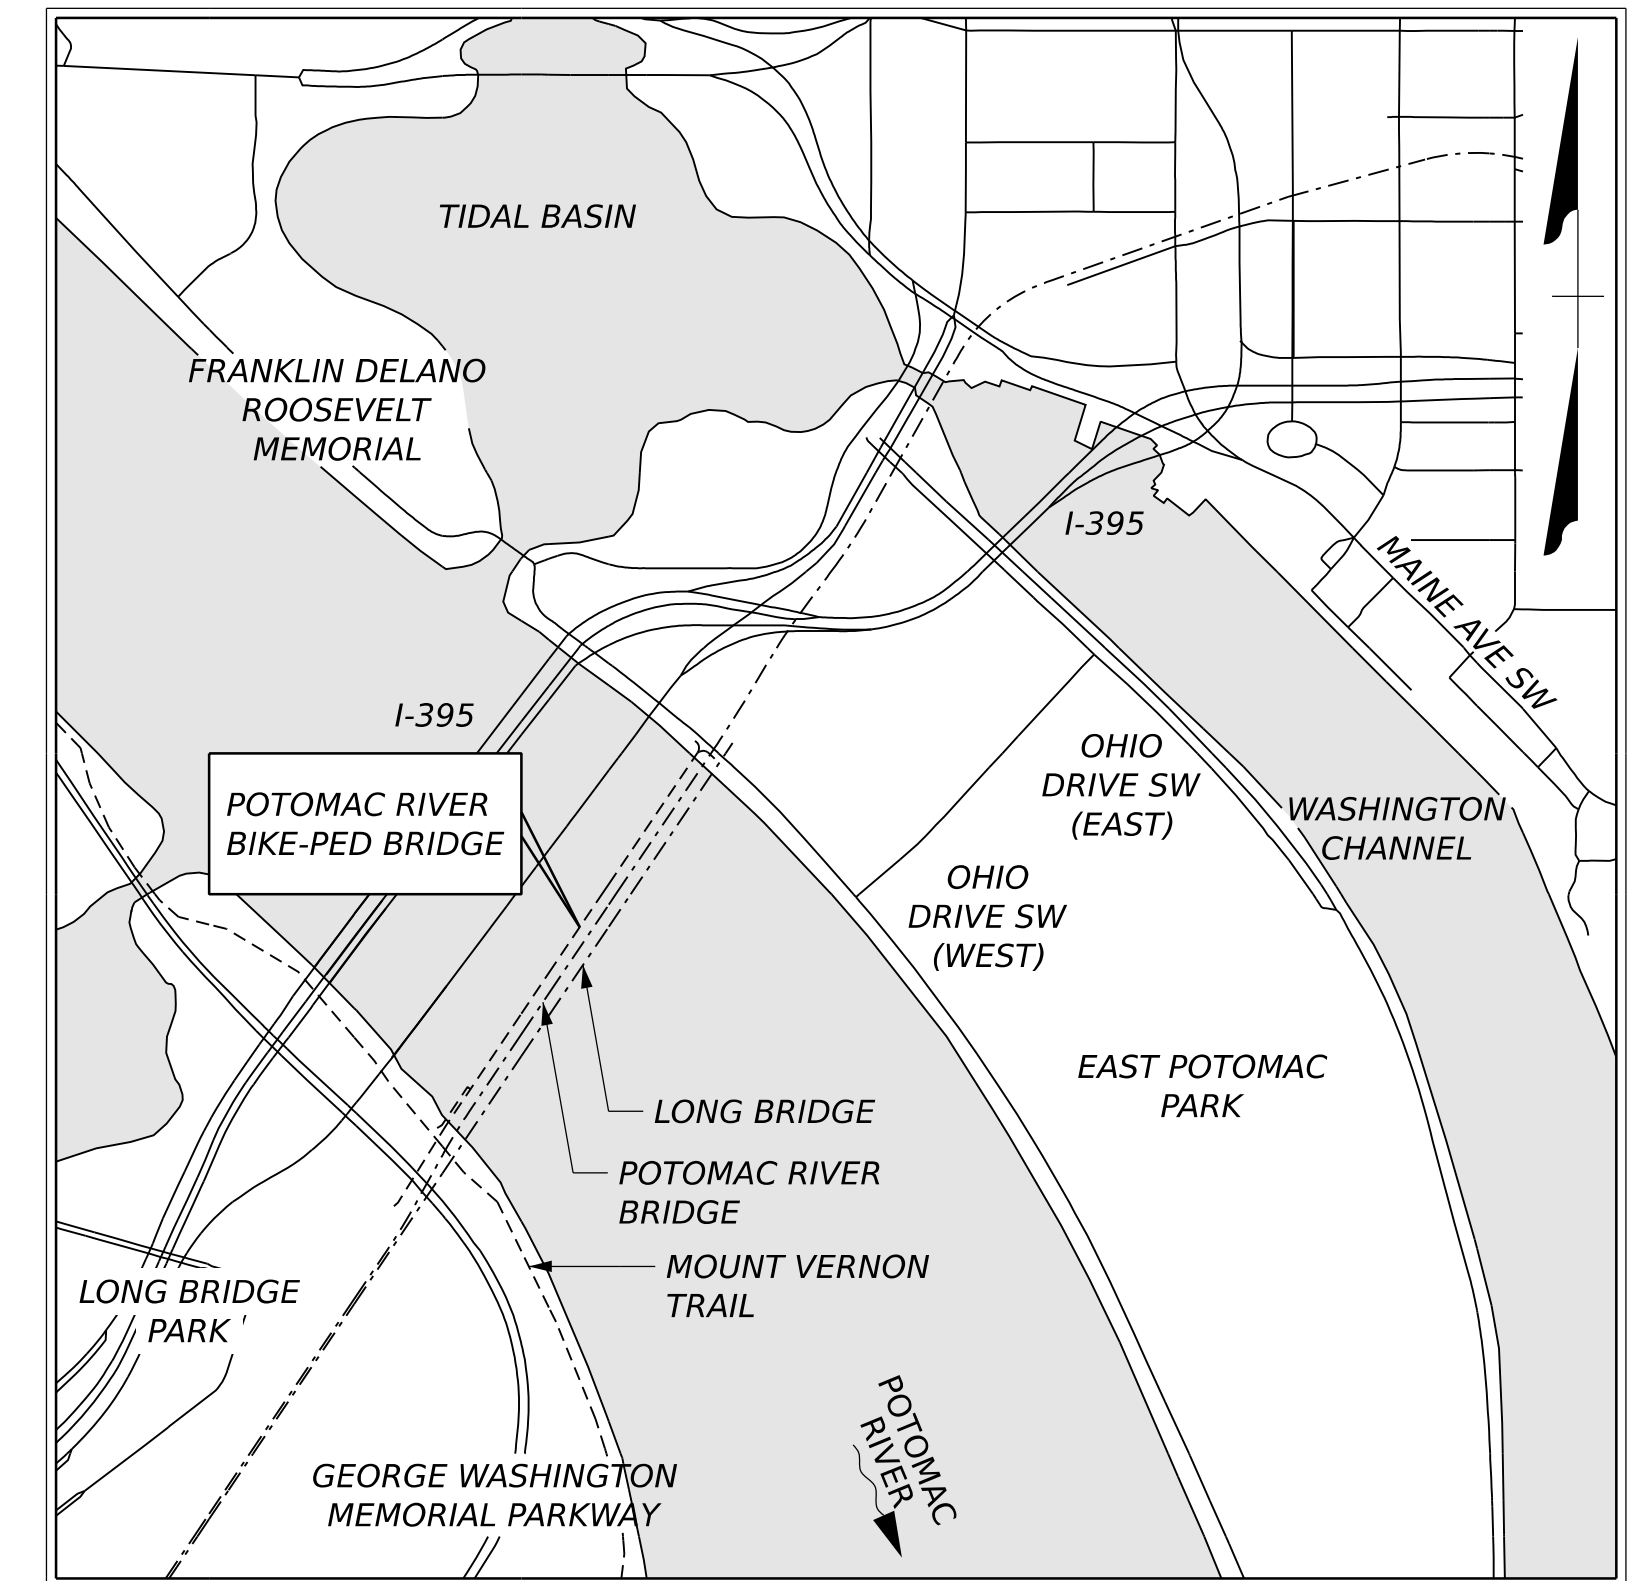 TIDAL BASIN
FRANKLIN DELANO
ROOSEVELT
MEMORIAL
I-395
MAINE AVE SW
I-395
OHIO
DRIVE SW
(EAST)
POTOMAC RIVER
BIKE-PED BRIDGE
WASHINGTON
CHANNEL
OHIO
DRIVE SW
(WEST)
EAST POTOMAC
PARK
LONG BRIDGE
POTOMAC RIVER
BRIDGE
MOUNT VERNON
TRAIL
LONG BRIDGE
PARK
POTOMAC
RIVER
GEORGE WASHINGTON
MEMORIAL PARKWAY